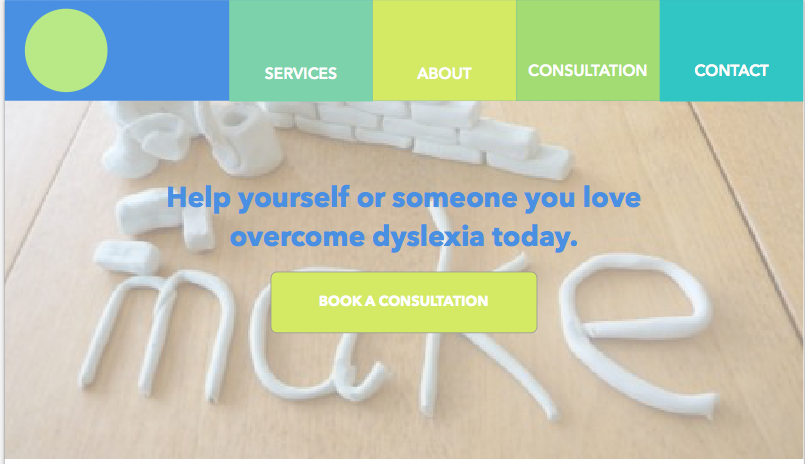 SERVICES
ABOUT
CONSULTATION
CONTACT
Help yourself or someone you love
overcome dyslexia today.
BOOK A CONSULTATION
make